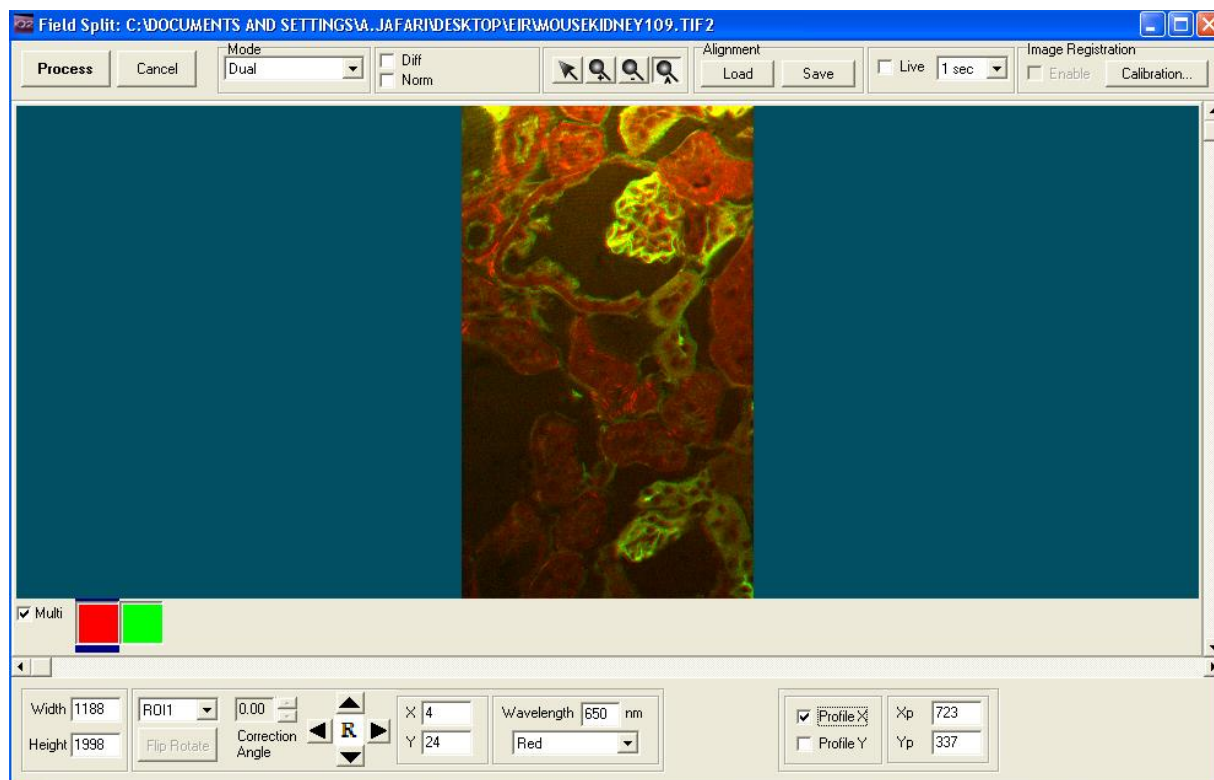 Field Split: C:\DOCUMENTS AND SETTINGS\A.JAFARI\DESKTOP\EIR\MOUSEKIDNEY109.TIF2
Process
Cancel
Mode
Dual
Diff
Norm
A
Alignment
Load
Save
Live
1 sec
Image Registration
Enable
Calibration...
Multi
Width 1188
Height 1998
ROI1
Flip Rotate
0.00
Correction
Angle
R
X 4
Y 24
Wavelength 650 nm
Red
Profile X
Profile Y
Xp 723
Yp 337